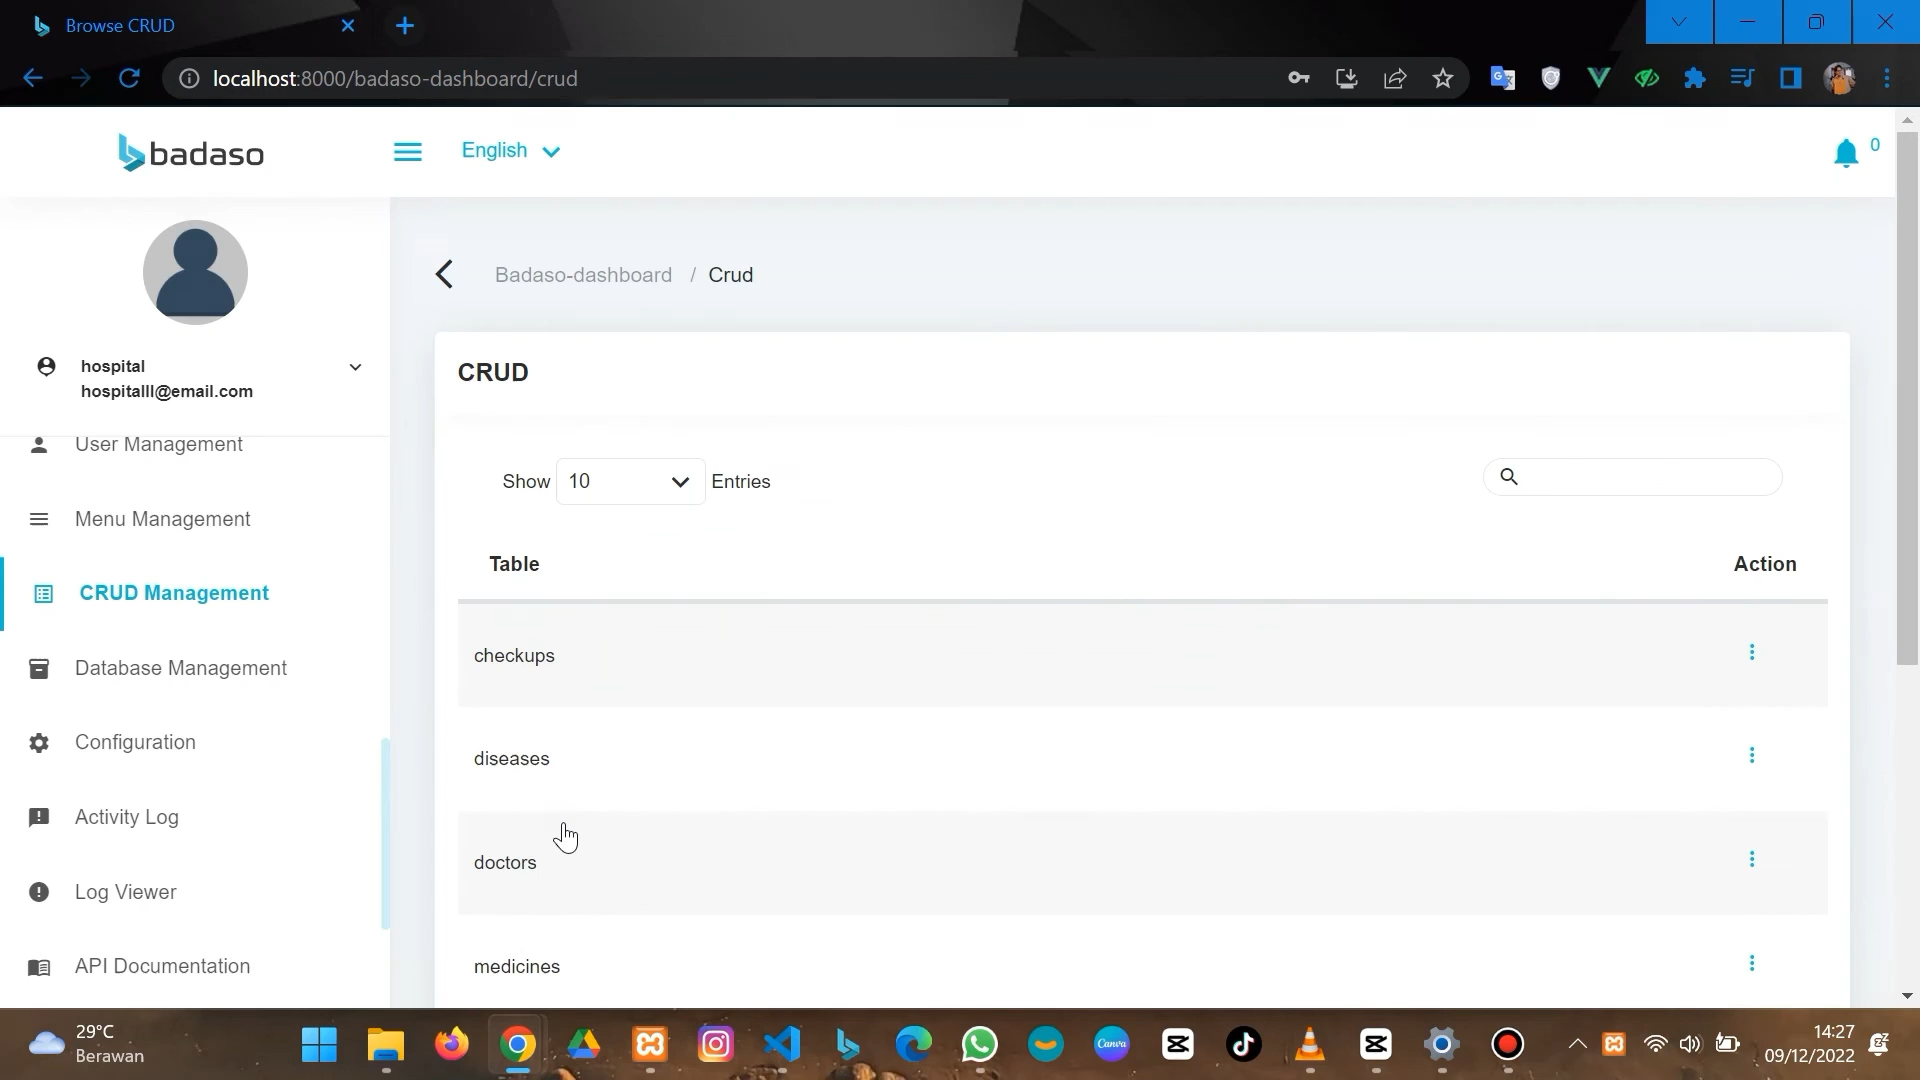 Browse CRUD
localhost:8000/badaso-dashboard/crud
badaso
English
0
hospital
hospitalll@email.com
User Management
Menu Management
CRUD Management
Database Management
Configuration
Activity Log
Log Viewer
API Documentation
Badaso-dashboard / Crud
CRUD
Show 10 Entries
Table Action
checkups
diseases
doctors
medicines
29°C
Berawan
Canva
14:27
09/12/2022